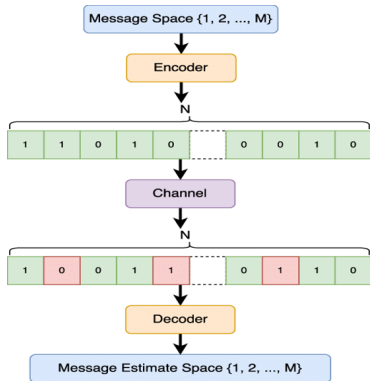 Message Space {1, 2, ..., M}
Encoder
N
1 1 0 1 0 0 0 1 0
Channel
N
1 0 0 1 1 0 1 1 0
Decoder
Message Estimate Space {1, 2, ..., M}